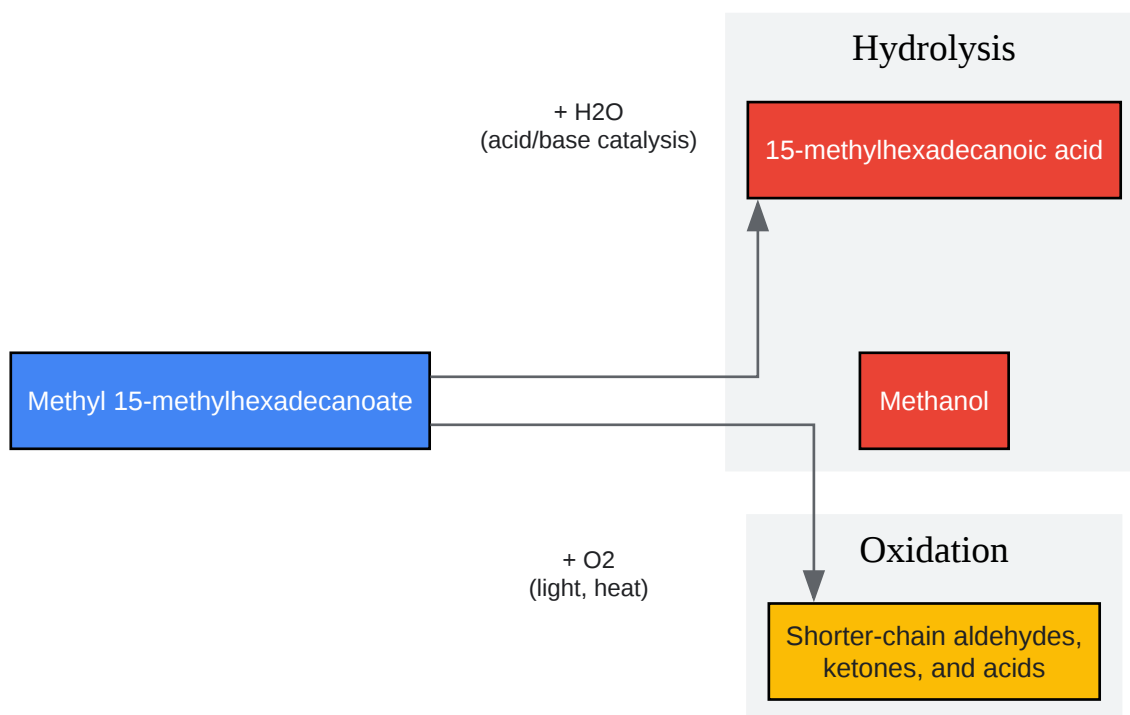 Hydrolysis
+ H2O
(acid/base catalysis)
15-methylhexadecanoic acid
Methyl 15-methylhexadecanoate
Methanol
+ O2
(light, heat)
Oxidation
Shorter-chain aldehydes,
ketones, and acids